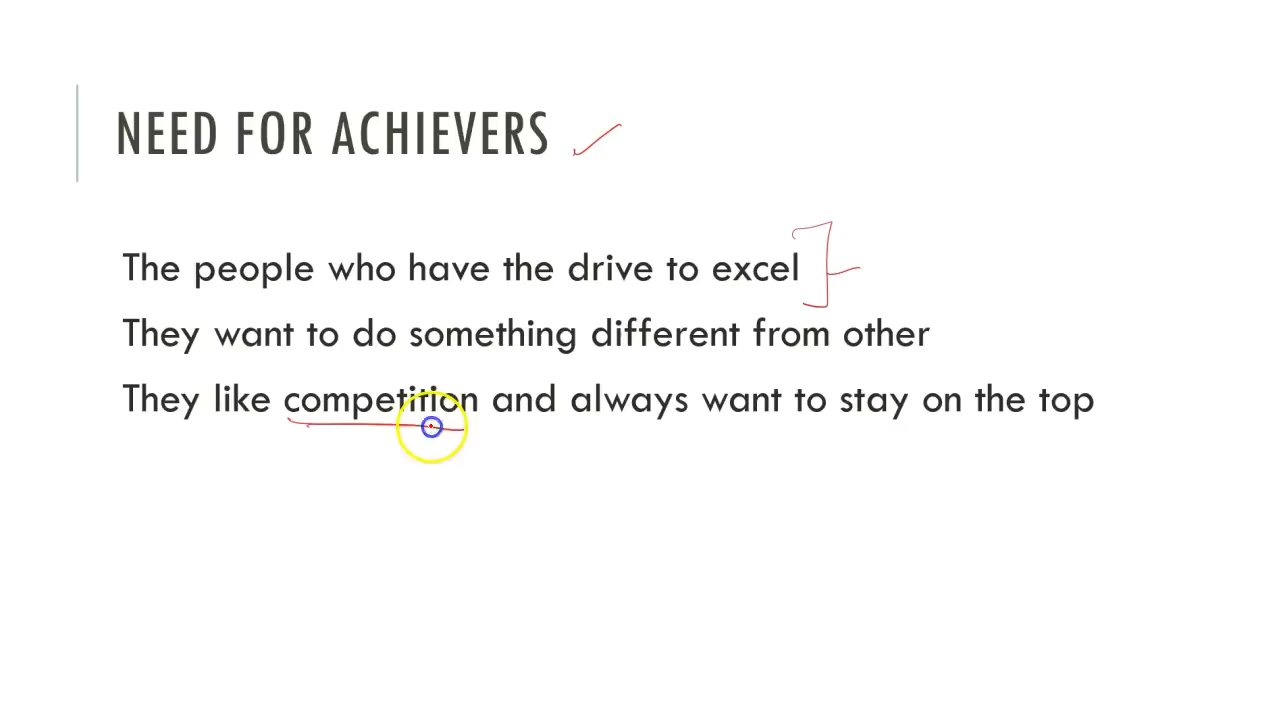 NEED FOR ACHIEVERS
The people who have the drive to excel
They want to do something different from other
They like competition and always want to stay on the top